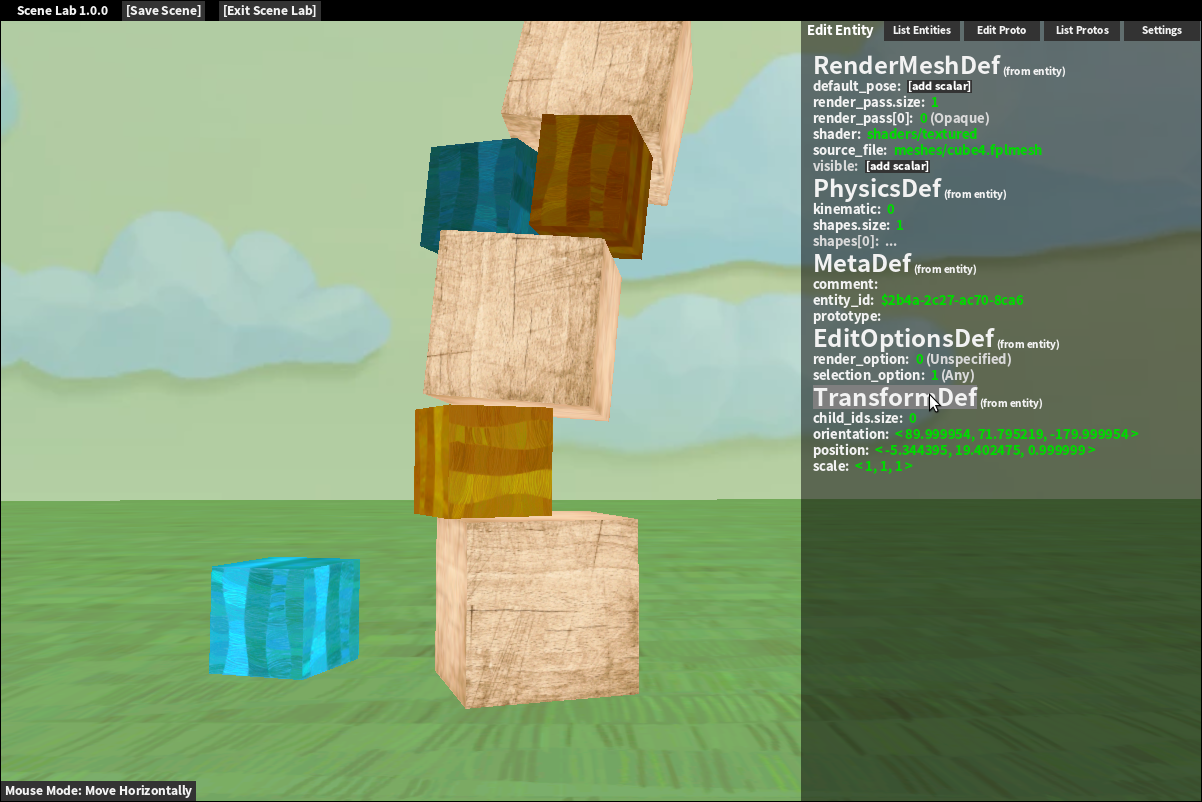 Scene Lab 1.0.0 [Save Scene] [Exit Scene Lab]
Edit Entity List Entities Edit Proto List Protos Settings
RenderMeshDef (from entity)
default_pose: [add scalar]
render_pass.size: 1
render_pass[0]: 0 (Opaque)
shader: shaders/textured
source_file: meshes/cube4.fplmesh
visible: [add scalar]
PhysicsDef (from entity)
kinematic: 0
shapes.size: 1
shapes[0]: ...
MetaDef (from entity)
comment:
entity_id: $2b4a-2c27-ac70-8ca6
prototype:
EditOptionsDef (from entity)
render_option: 0 (Unspecified)
selection_option: 1 (Any)
TransformDef (from entity)
child_ids.size: 0
orientation: < 89.999954, 71.795219, -179.999954 >
position: < -5.344395, 19.402475, 0.999999 >
scale: < 1, 1, 1 >
Mouse Mode: Move Horizontally